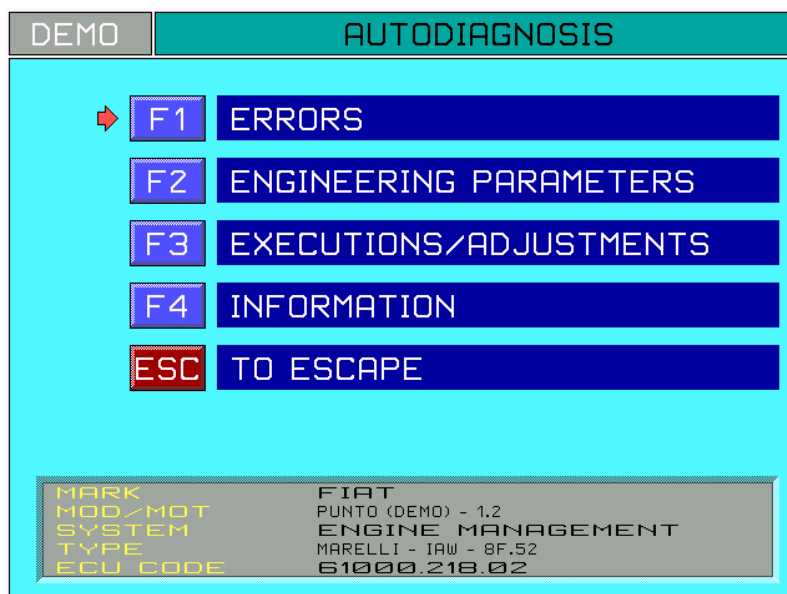 DEMO AUTODIAGNOSIS
F1 ERRORS
F2 ENGINEERING PARAMETERS
F3 EXECUTIONS/ADJUSTMENTS
F4 INFORMATION
ESC TO ESCAPE
MARK FIAT
MOD/MOT PUNTO (DEMO) - 1.2
SYSTEM ENGINE MANAGEMENT
TYPE MARELLI - IAW - 8F.52
ECU CODE 61000.218.02